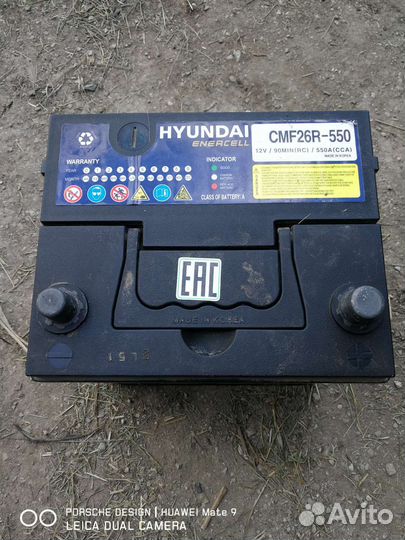 HYUNDAI
ENERCELL
CMF26R-550
12V / 90MIN(RC) / 550A(CCA)
MADE IN KOREA
WARRANTY
YEAR
MONTH
INDICATOR
GOOD
CLASS OF BATTERY: A
EAC
MADE IN KOREA
PORSCHE DESIGN | HUAWEI Mate 9
LEICA DUAL CAMERA
Avito